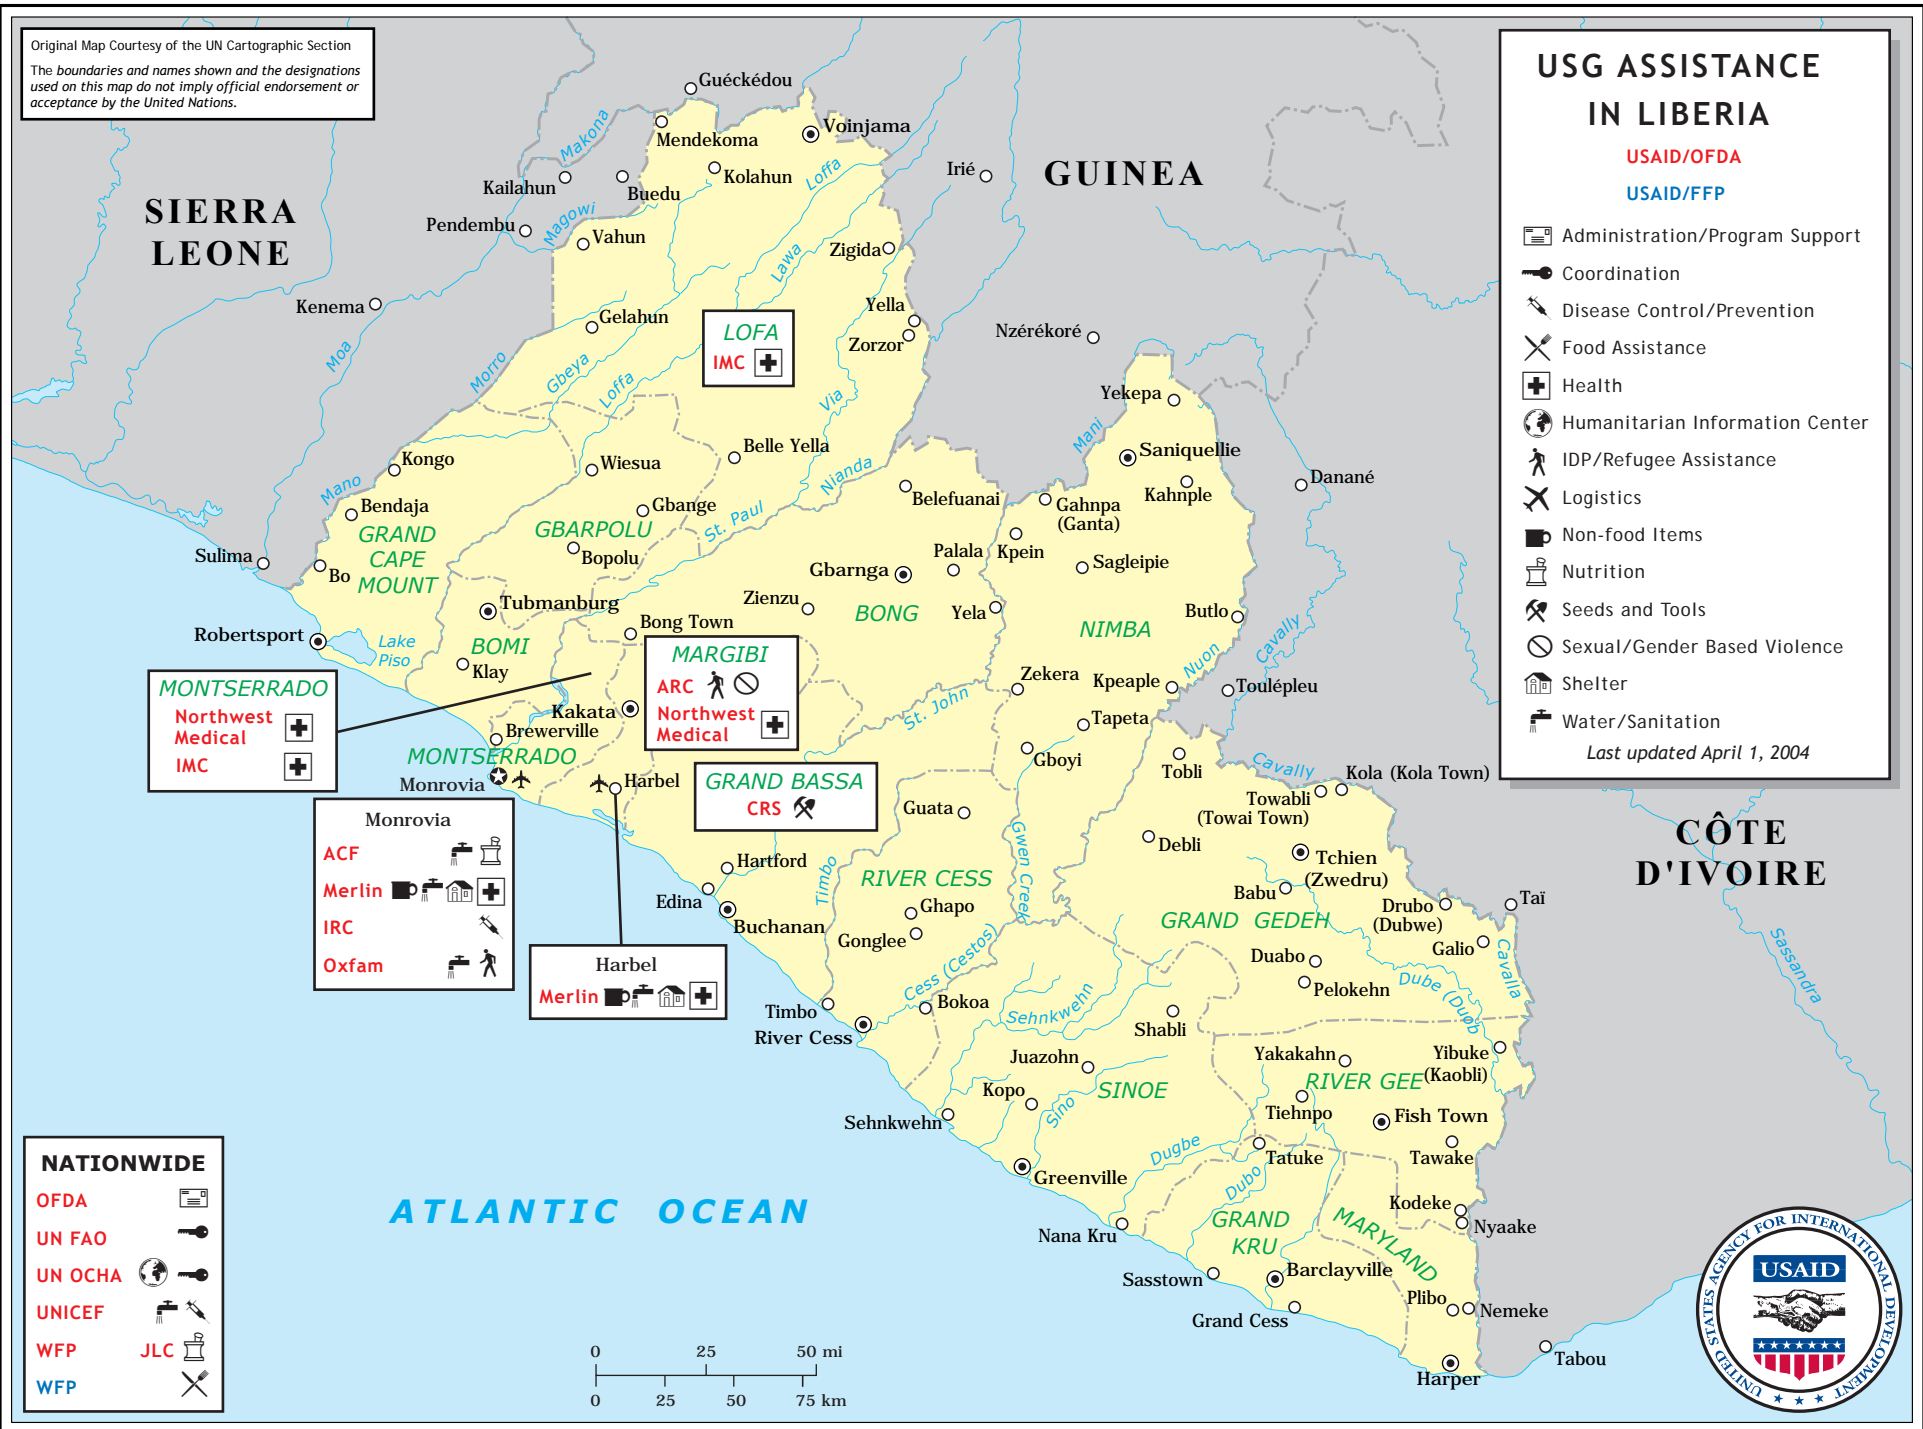 Original Map Courtesy of the UN Cartographic Section
The boundaries and names shown and the designations
used on this map do not imply official endorsement or
acceptance by the United Nations.
USG ASSISTANCE
IN LIBERIA
USAID/OFDA
USAID/FFP
Administration/Program Support
Coordination
Disease Control/Prevention
Food Assistance
Health
Humanitarian Information Center
IDP/Refugee Assistance
Logistics
Non-food Items
Nutrition
Seeds and Tools
Sexual/Gender Based Violence
Shelter
Water/Sanitation
Last updated April 1, 2004
SIERRA
LEONE
GUINEA
CÔTE
D'IVOIRE
ATLANTIC OCEAN
Guéckédou
Mendekoma
Voinjama
Makona
Kolahun
Loffa
Irié
Kailahun
Buedu
Pendembu
Magowi
Vahun
Zigida
Lawa
Kenema
Gelahun
Yella
Zorzor
Nzérékoré
LOFA
IMC
Moa
Morro
Gbeya
Loffa
Via
Yekepa
Mani
Saniquellie
Kongo
Wiesua
Belle Yella
Nianda
Mano
Bendaja
Gbange
St. Paul
Belefuanai
Gahnpa
(Ganta)
Kahnple
Danané
GRAND
CAPE
MOUNT
GBARPOLU
Bopolu
Sulima
Bo
Palala
Kpein
Gbarnga
Sagleipie
Tubmanburg
Zienzu
BONG
Yela
Butlo
Robertsport
Lake
Piso
BOMI
Klay
Bong Town
NIMBA
Cavally
Nuon
MONTSERRADO
Northwest
Medical
IMC
MARGIBI
ARC
Northwest
Medical
Zekera
Kpeaple
Toulépleu
St. John
Tapeta
Kakata
Brewerville
MONTSERRADO
Monrovia
Harbel
Gboyi
Tobli
Cavally
Kola (Kola Town)
Towabli
(Towai Town)
GRAND BASSA
CRS
Guata
Gwen Creek
Debli
Tchien
(Zwedru)
Monrovia
ACF
Merlin
IRC
Oxfam
Hartford
Edina
Buchanan
Timbo
RIVER CESS
Ghapo
Gonglee
Babu
GRAND GEDEH
Drubo
(Dubwe)
Taï
Galio
Cavalla
Sassandra
Harbel
Merlin
Cess (Cestos)
Duabo
Pelokehn
Dube (Duob
Timbo
River Cess
Bokoa
Sehnkwehn
Shabli
Juazohn
Kopo
Sino
SINOE
Yakakahn
Yibuke
(Kaobli)
RIVER GEE
Tiehnpo
Fish Town
Sehnkwehn
Dugbe
Tatuke
Tawake
Greenville
Dubo
Kodeke
Nyaake
Nana Kru
GRAND
KRU
MARYLAND
Sasstown
Barclayville
Grand Cess
Plibo
Nemeke
Harper
Tabou
NATIONWIDE
OFDA
UN FAO
UN OCHA
UNICEF
WFP JLC
WFP
0 25 50 mi
0 25 50 75 km
UNITED STATES AGENCY FOR INTERNATIONAL DEVELOPMENT
USAID